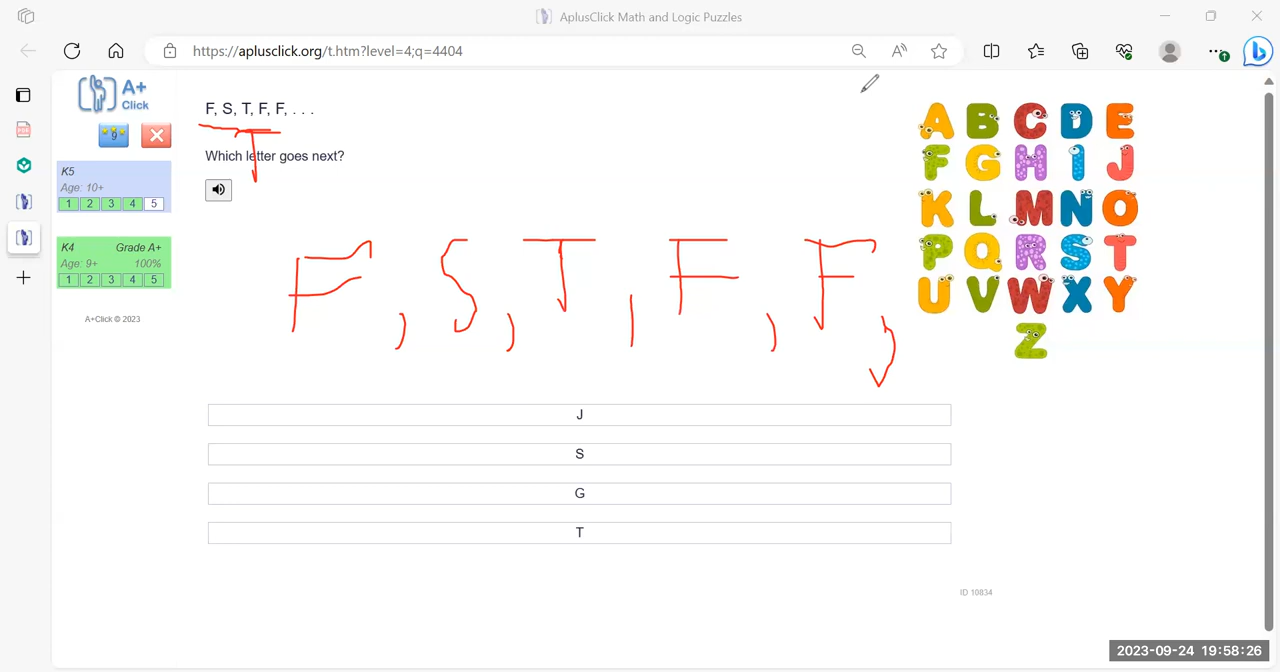 AplusClick Math and Logic Puzzles
https://aplusclick.org/t.htm?level=4;q=4404
A+
Click
F, S, T, F, F, . . .
9
Which letter goes next?
K5
Age: 10+
1 2 3 4 5
K4 Grade A+
Age: 9+ 100%
1 2 3 4 5
A+Click © 2023
T
F, S, T, F, F,
A B C D E
F G H I J
K L M N O
P Q R S T
U V W X Y
Z
J
S
G
T
ID 10834
2023-09-24 19:58:26